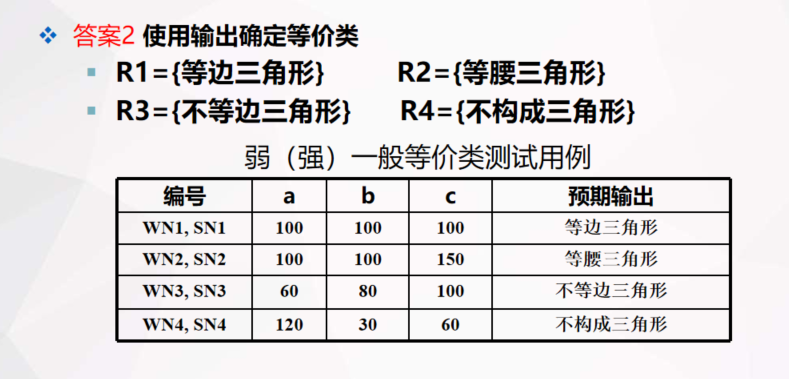 答案2 使用输出确定等价类
R1={等边三角形} R2={等腰三角形}
R3={不等边三角形} R4={不构成三角形}
弱（强）一般等价类测试用例
编号 a b c 预期输出
WN1, SN1 100 100 100 等边三角形
WN2, SN2 100 100 150 等腰三角形
WN3, SN3 60 80 100 不等边三角形
WN4, SN4 120 30 60 不构成三角形